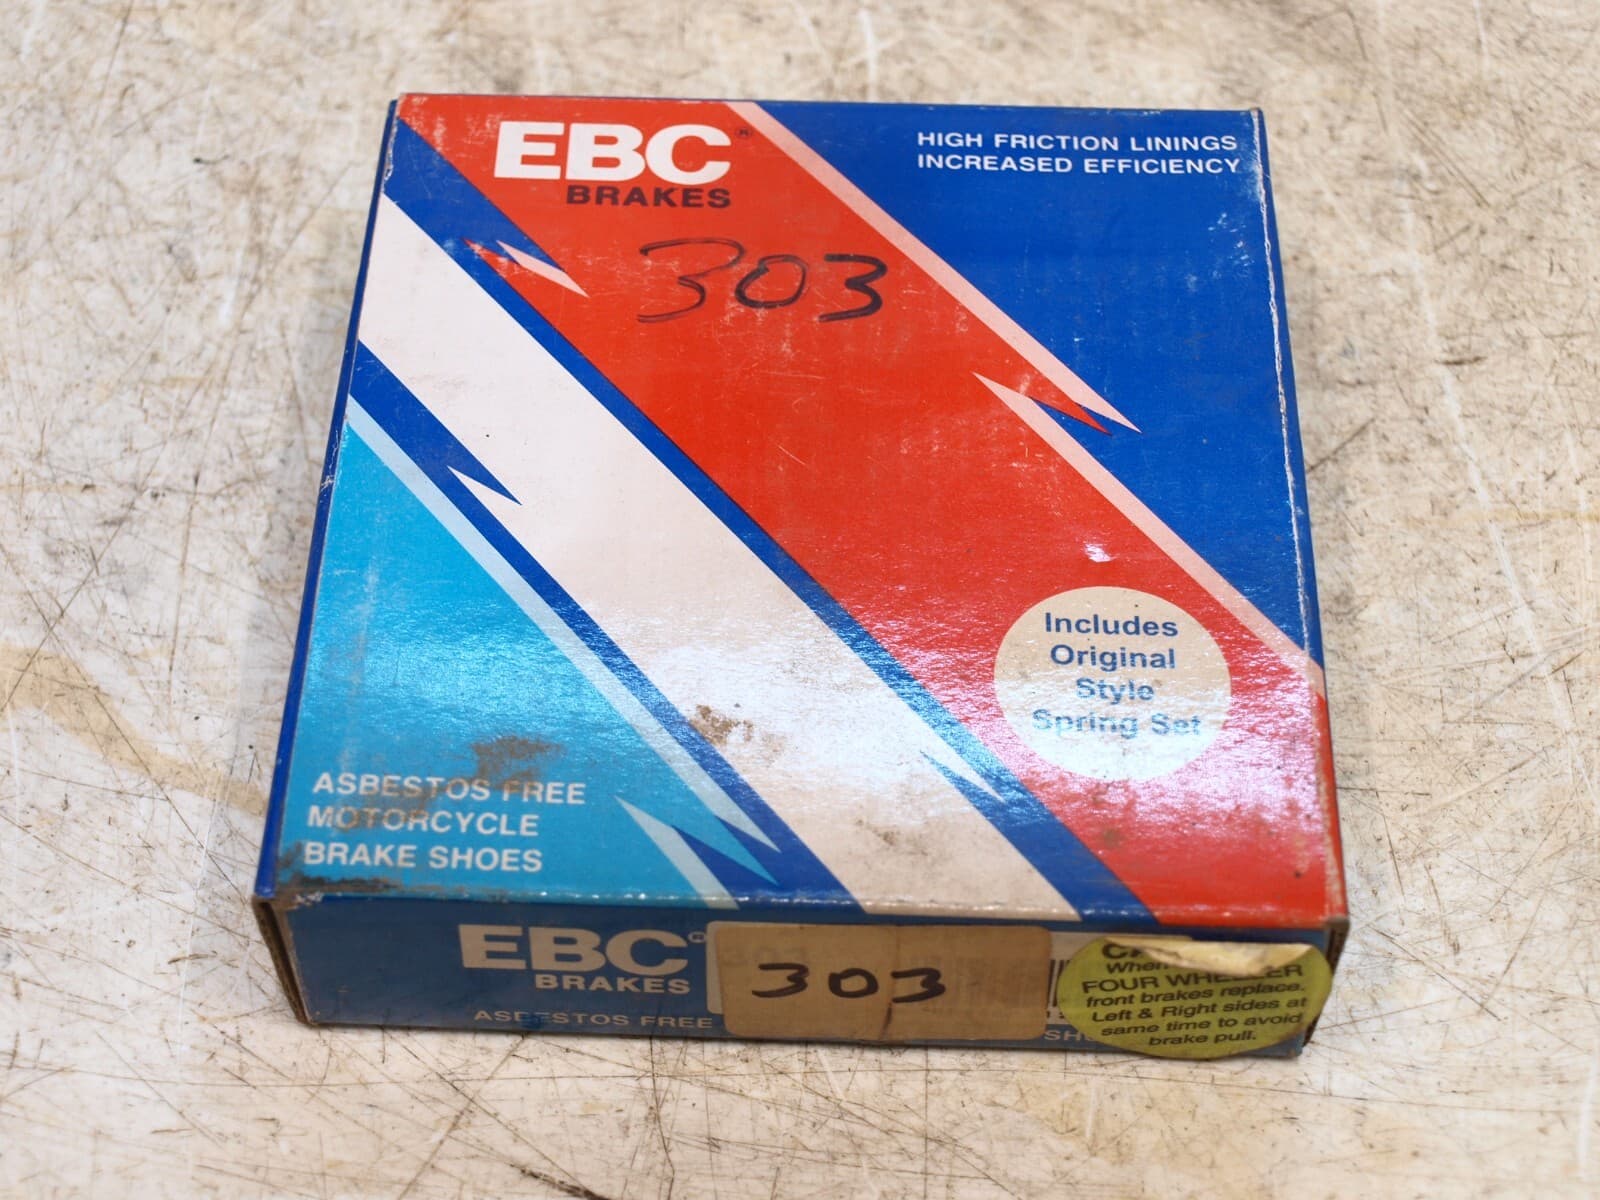 EBC®
BRAKES
HIGH FRICTION LININGS
INCREASED EFFICIENCY
303
Includes
Original
Style
Spring Set
ASBESTOS FREE
MOTORCYCLE
BRAKE SHOES
EBC®
BRAKES
ASBESTOS FREE
303
When
FOUR WHEELER
front brakes replace.
Left & Right sides at
same time to avoid
brake pull.